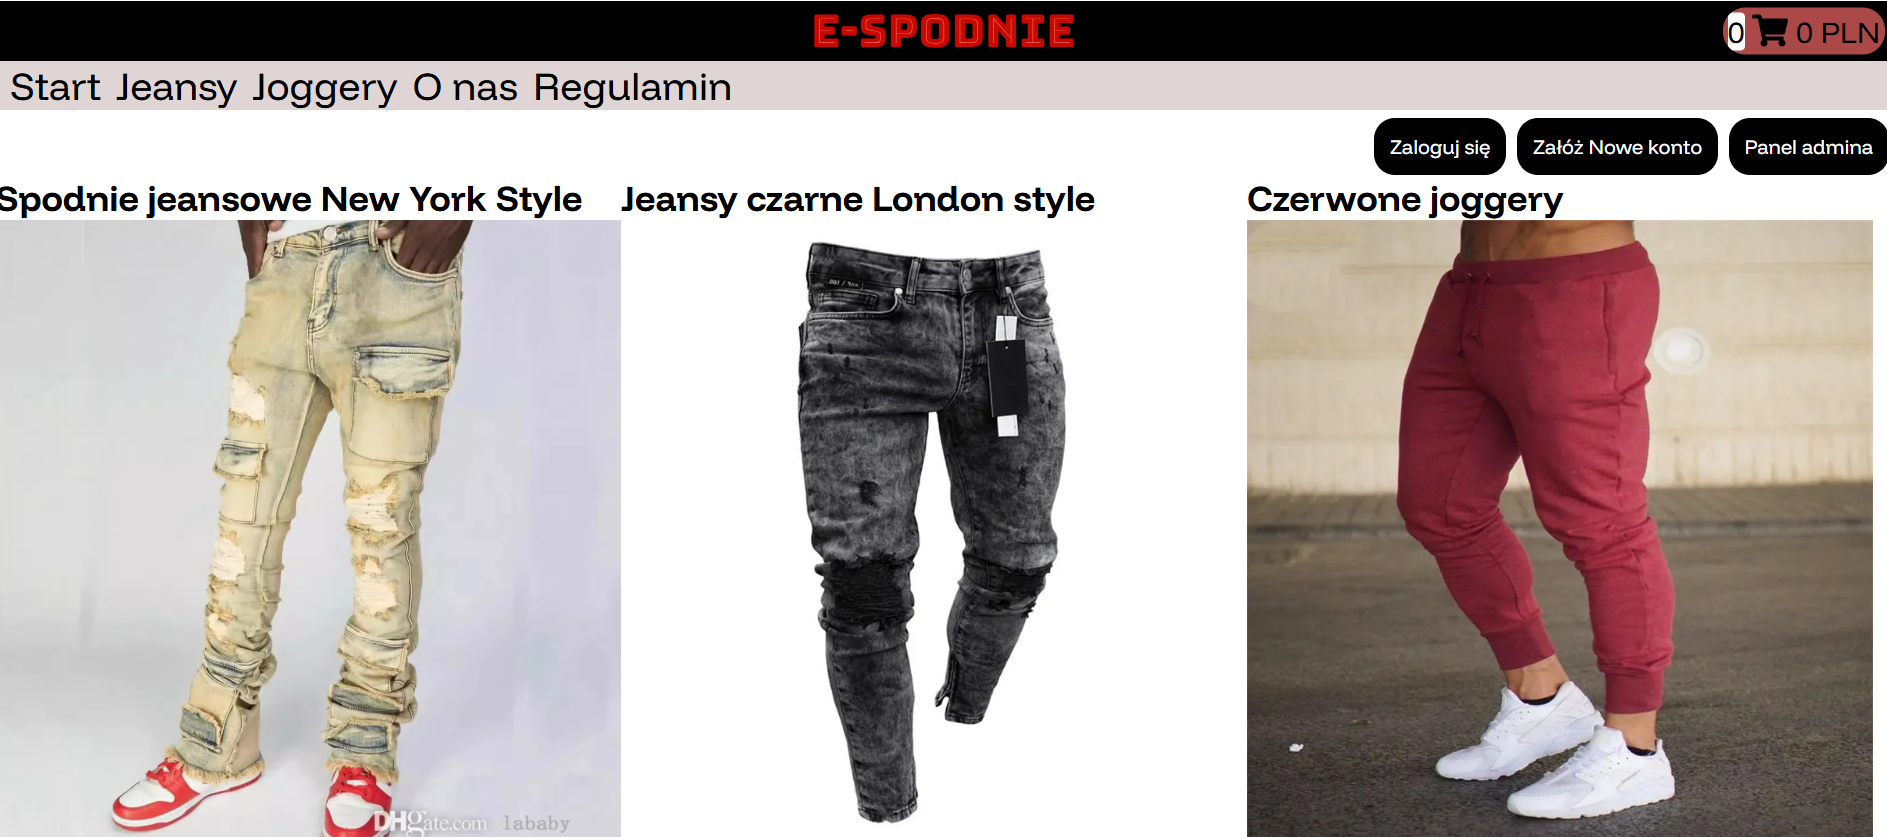 E-SPODNIE
0 0 PLN
Start Jeansy Joggery O nas Regulamin
Zaloguj się Załóż Nowe konto Panel admina
Spodnie jeansowe New York Style Jeansy czarne London style Czerwone joggery
DHgate.com lababy